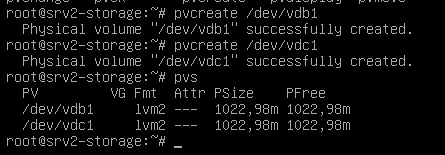 root@srv2-storage:~# pvcreate /dev/vdb1
  Physical volume "/dev/vdb1" successfully created.
root@srv2-storage:~# pvcreate /dev/vdc1
  Physical volume "/dev/vdc1" successfully created.
root@srv2-storage:~# pvs
  PV         VG Fmt  Attr PSize    PFree
  /dev/vdb1     lvm2 ---  1022,98m 1022,98m
  /dev/vdc1     lvm2 ---  1022,98m 1022,98m
root@srv2-storage:~# _